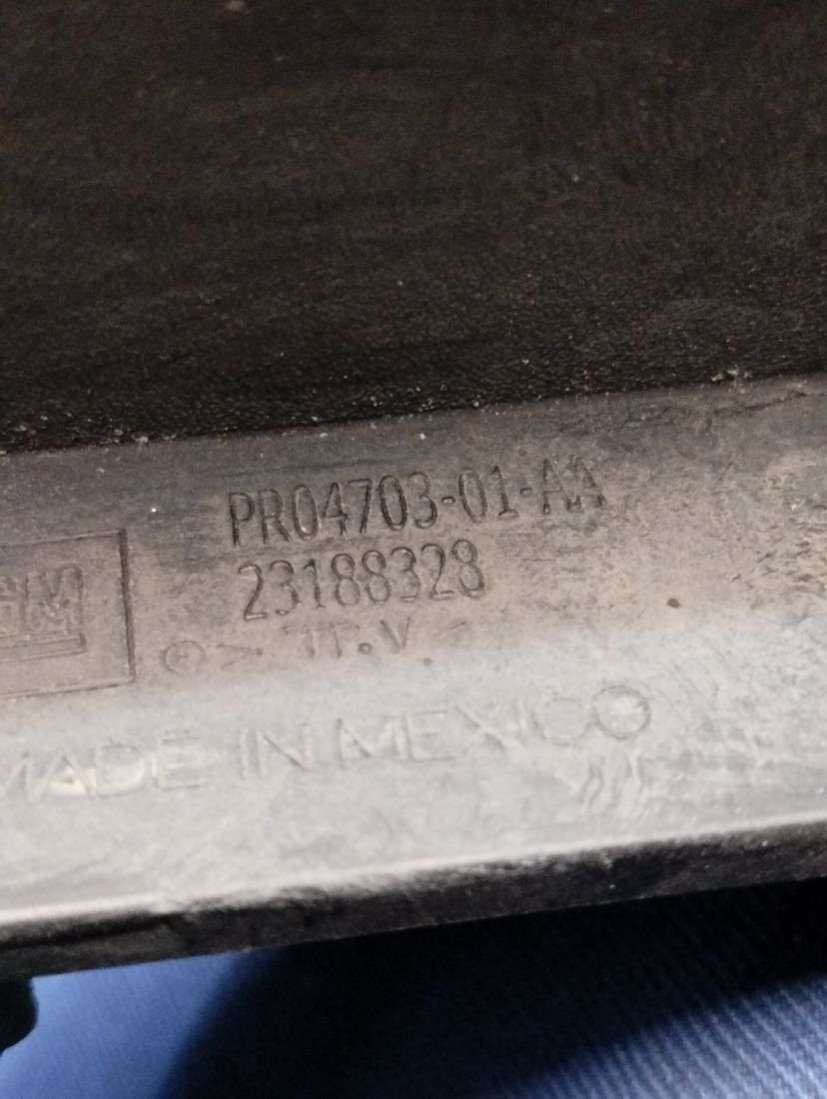 PR04703-01-AA
23188328
GM
MADE IN MEXICO